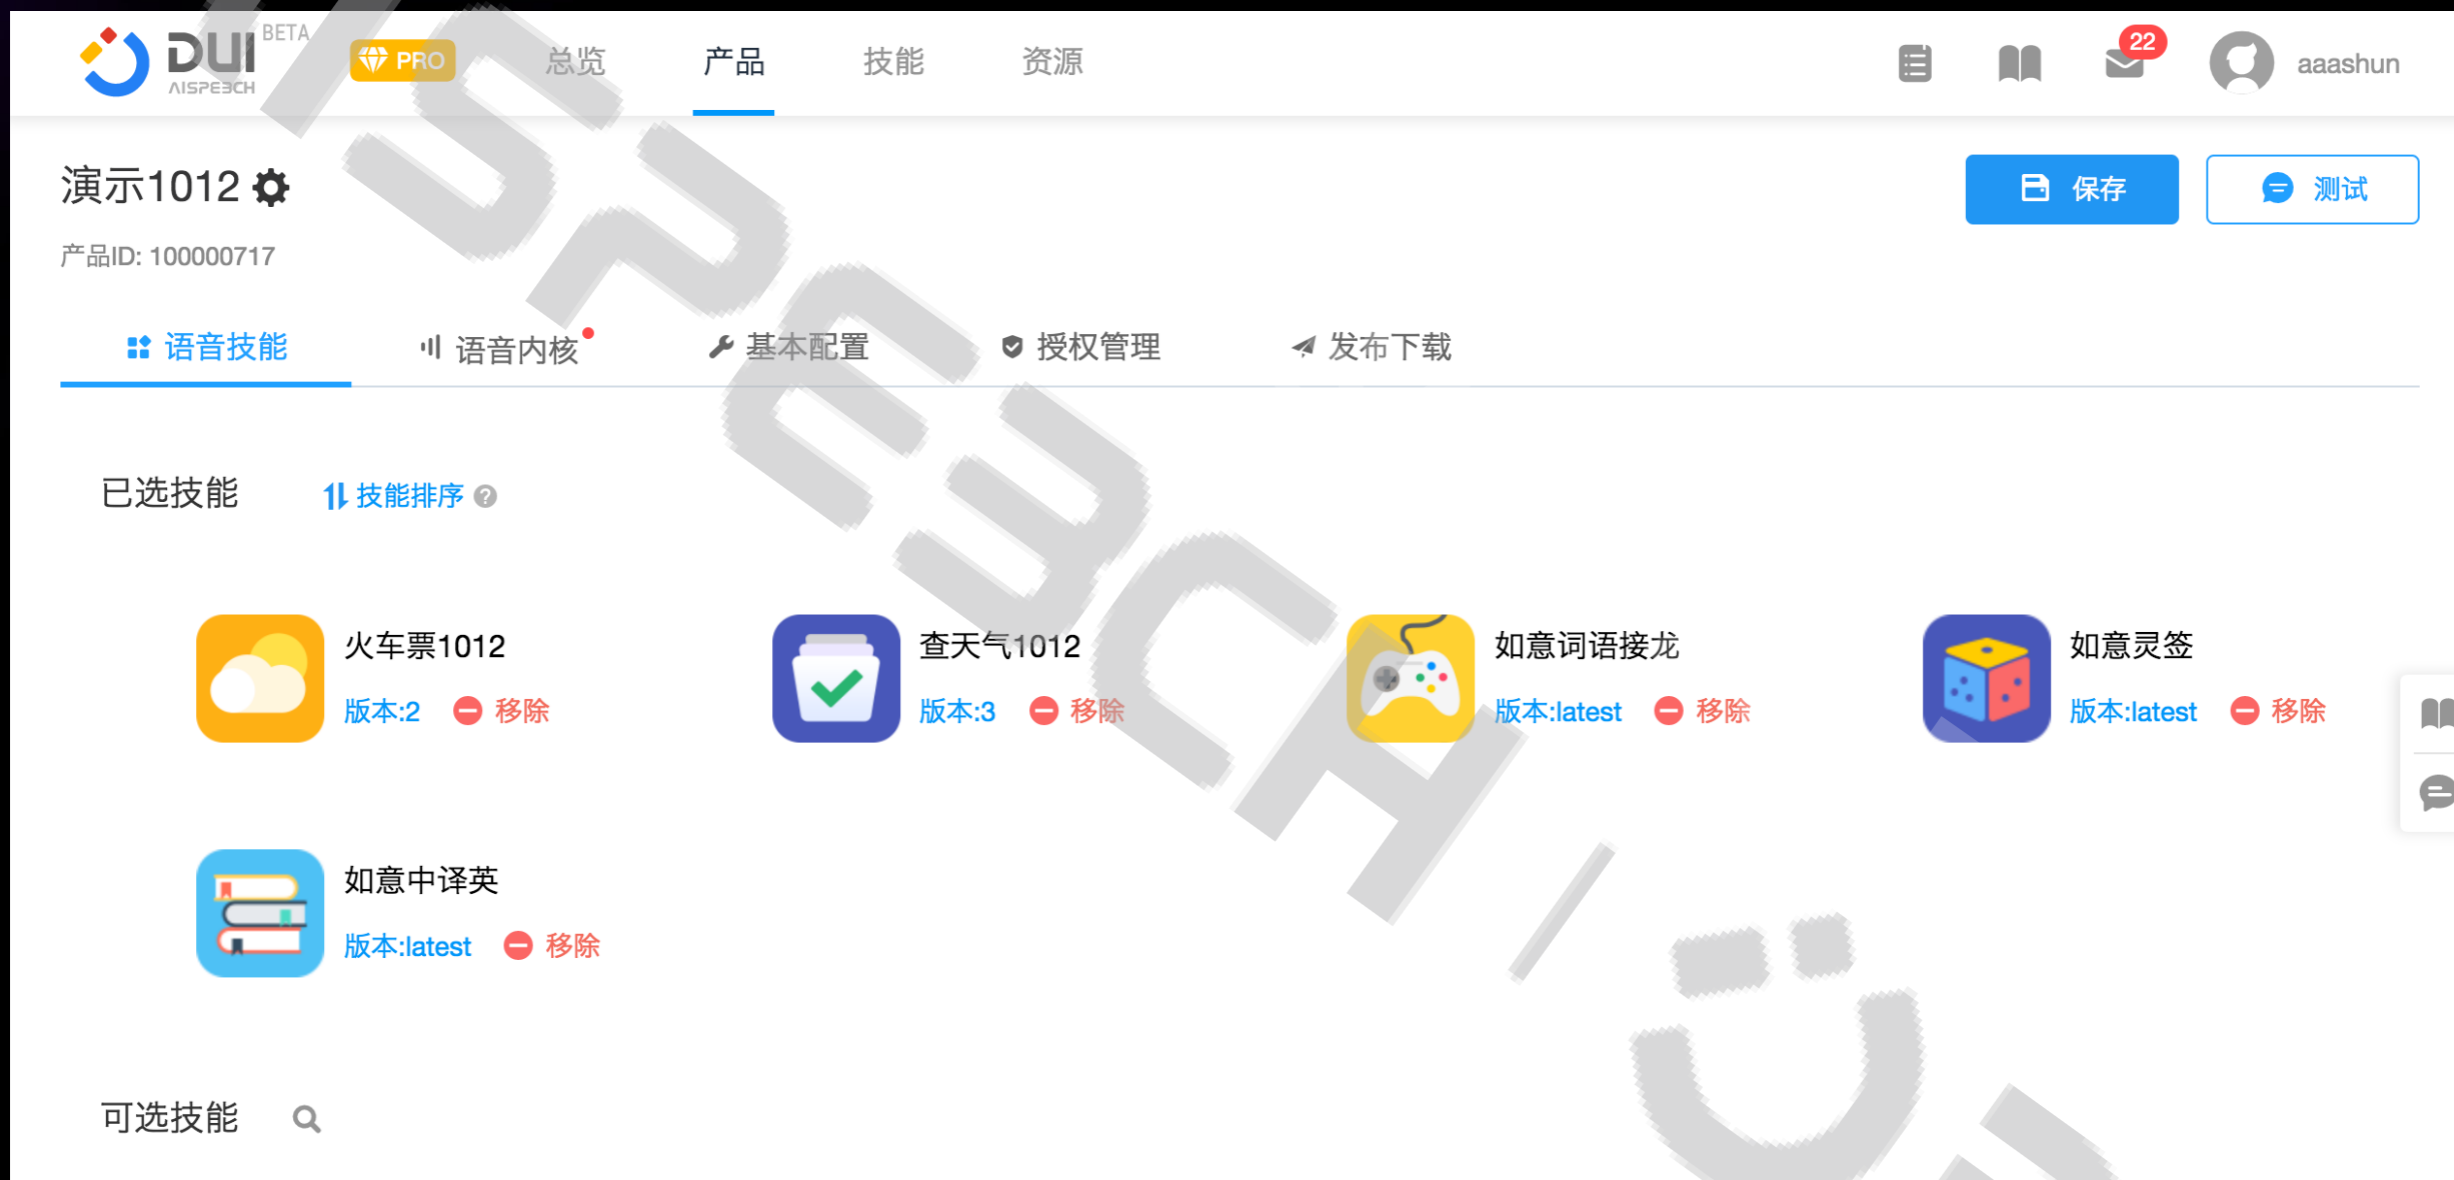 DUI BETA
AISPEECH
PRO
总览
产品
技能
资源
22
aaashun
演示1012
保存
测试
产品ID: 100000717
语音技能
语音内核
基本配置
授权管理
发布下载
已选技能
技能排序
火车票1012
版本:2
移除
查天气1012
版本:3
移除
如意词语接龙
版本:latest
移除
如意灵签
版本:latest
移除
如意中译英
版本:latest
移除
可选技能
AISPEECH